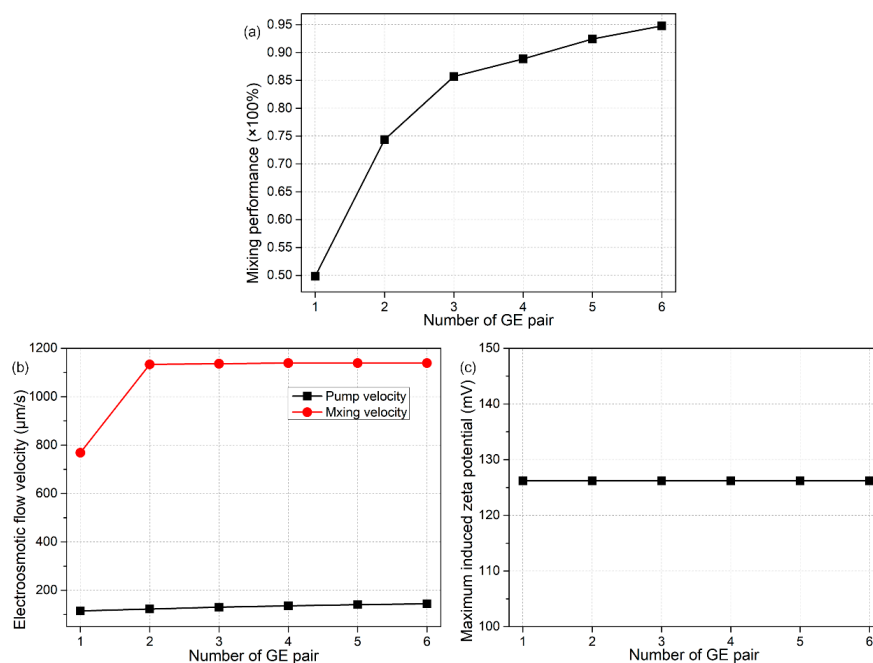 (a)
Mixing performance (×100%)
0.95
0.90
0.85
0.80
0.75
0.70
0.65
0.60
0.55
0.50
1 2 3 4 5 6
Number of GE pair
(b)
Electroosmotic flow velocity (μm/s)
1200
1000
800
600
400
200
Pump velocity
Mxing velocity
1 2 3 4 5 6
Number of GE pair
(c)
Maximum induced zeta potential (mV)
150
140
130
120
110
100
1 2 3 4 5 6
Number of GE pair